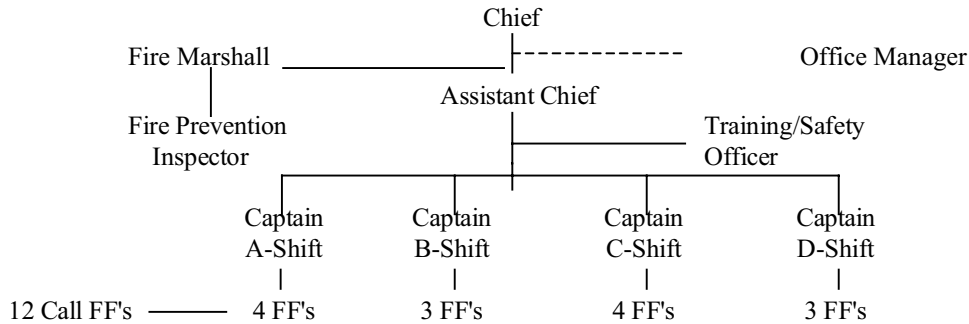 Chief
Fire Marshall
Office Manager
Assistant Chief
Fire Prevention
Inspector
Training/Safety
Officer
Captain
A-Shift
Captain
B-Shift
Captain
C-Shift
Captain
D-Shift
12 Call FF's
4 FF's
3 FF's
4 FF's
3 FF's